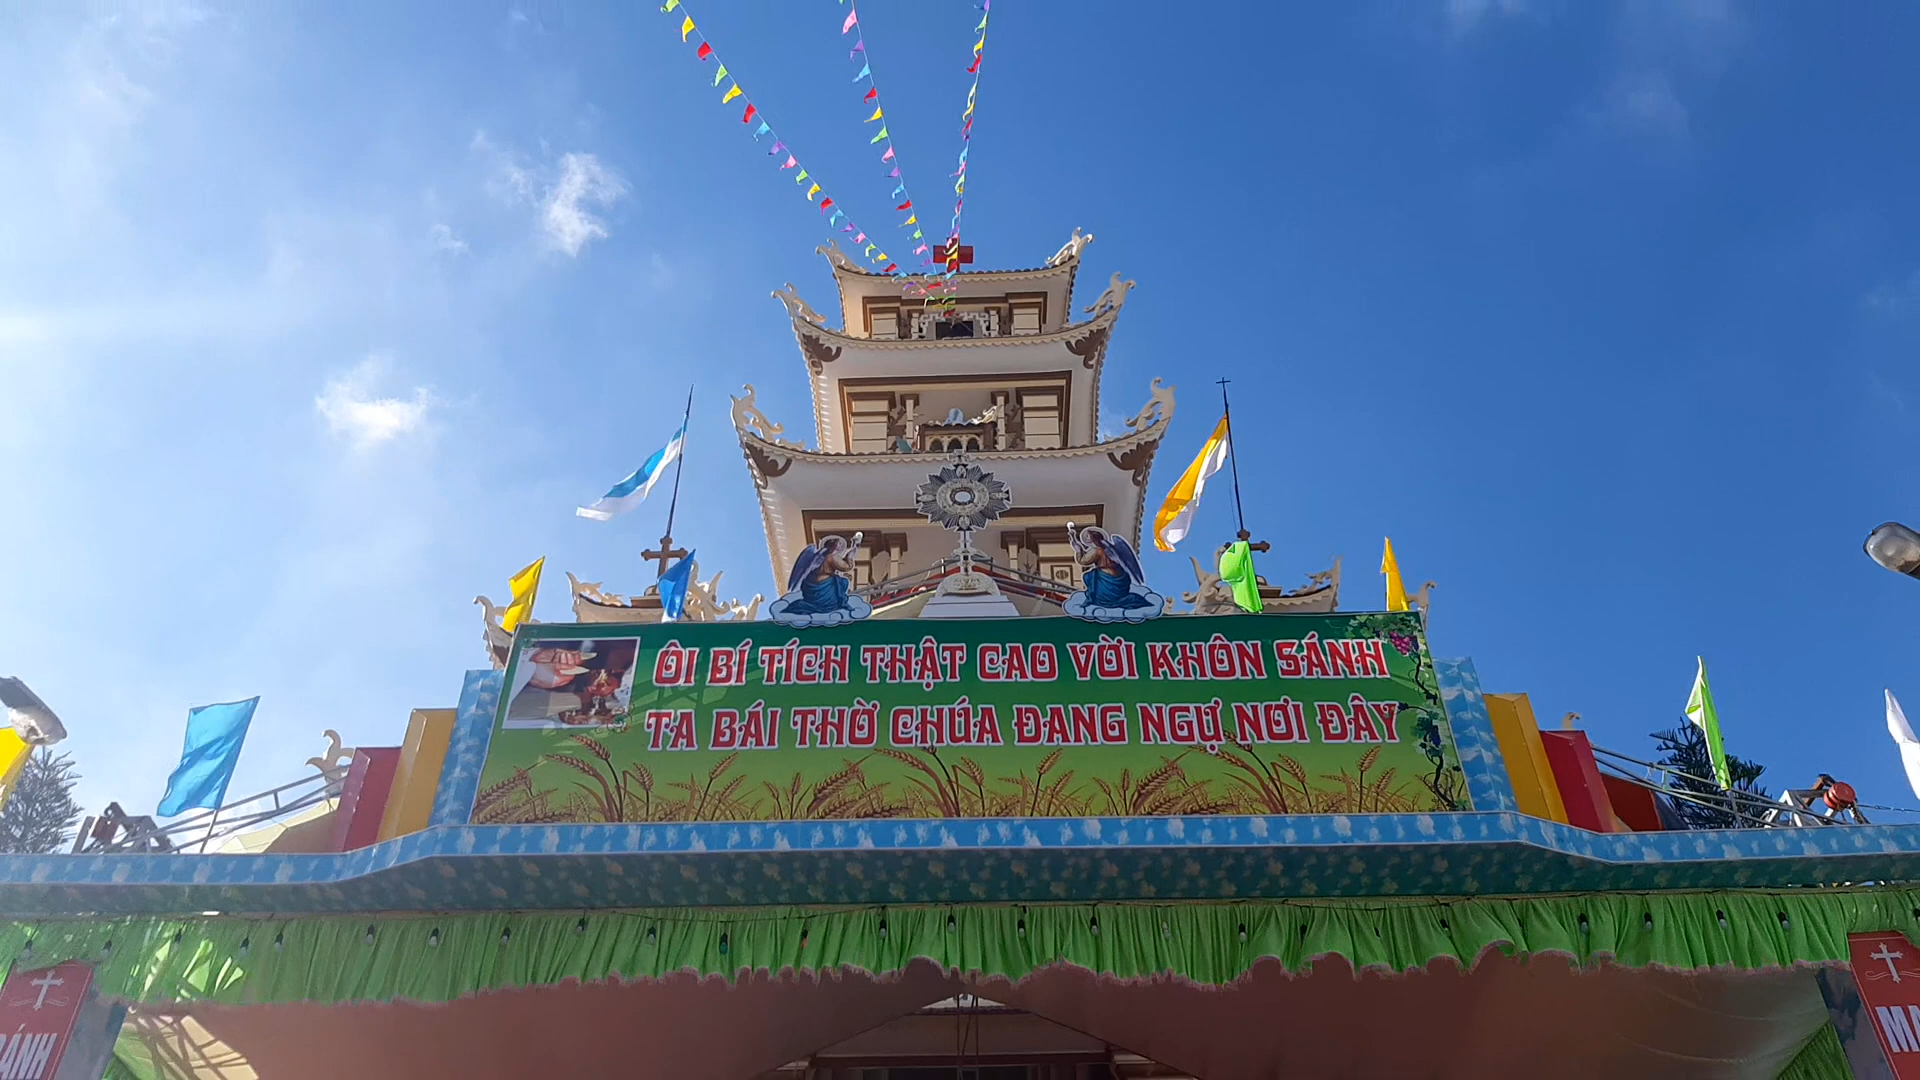 ÔI BÍ TÍCH THẬT CAO VỜI KHÔN SÁNH
TA BÁI THỜ CHÚA ĐANG NGỰ NƠI ĐÂY